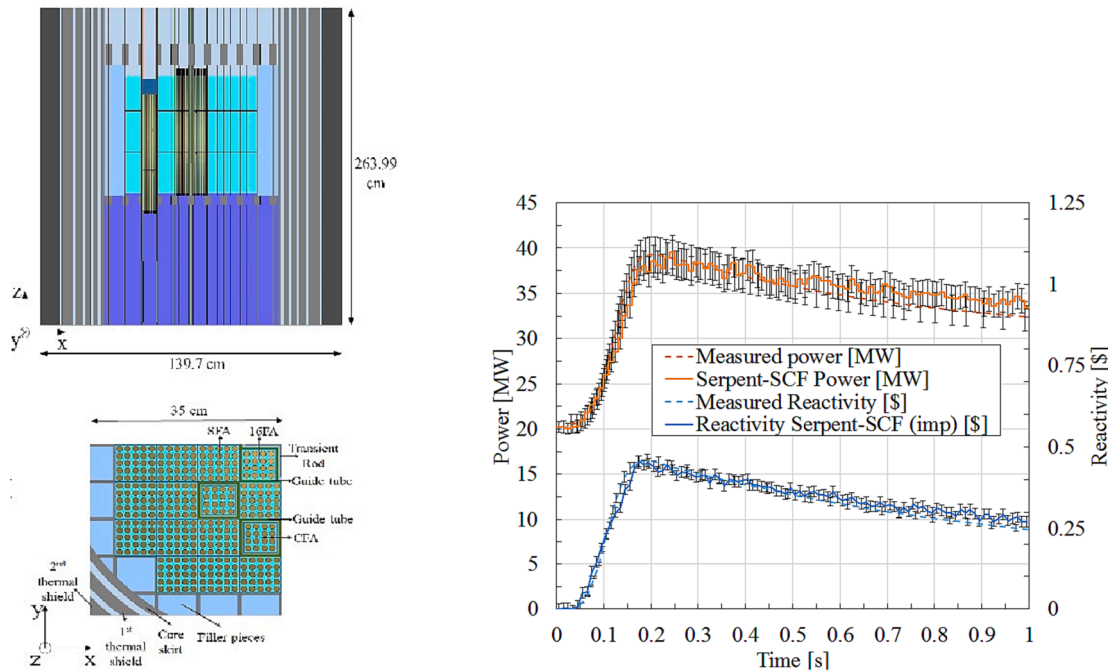 263.99
cm
z
y
x
139.7 cm
35 cm
8FA
16FA
Transient
Rod
Guide tube
Guide tube
CFA
thermal
shield
y
1st
Core
skirt
Filler pieces
z
x
thermal
shield
45
40
35
30
25
20
15
10
5
0
Power [MW]
Measured power [MW]
Serpent-SCF Power [MW]
Measured Reactivity [$]
Reactivity Serpent-SCF (imp) [$]
1.25
1
0.75
0.5
0.25
0
Reactivity [$]
0 0.1 0.2 0.3 0.4 0.5 0.6 0.7 0.8 0.9 1
Time [s]